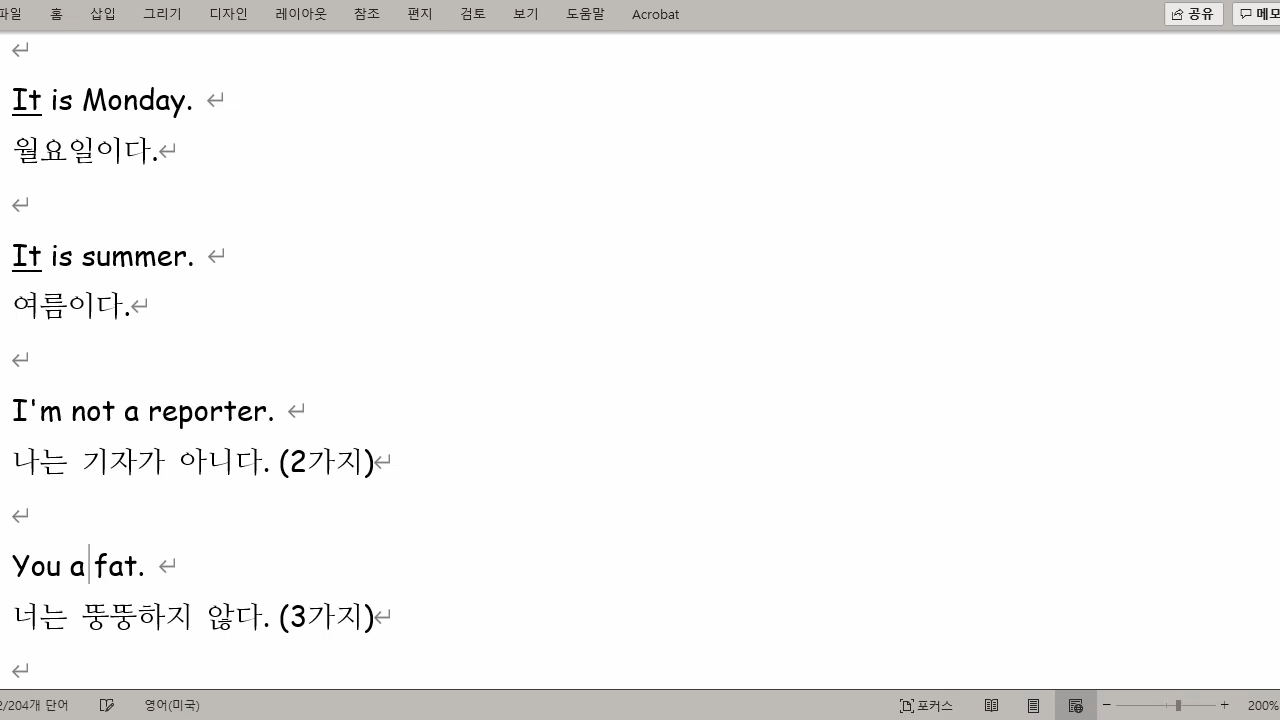 파일 홈 삽입 그리기 디자인 레이아웃 참조 편지 검토 보기 도움말 Acrobat 공유 메모
It is Monday.
월요일이다.
It is summer.
여름이다.
I'm not a reporter.
나는 기자가 아니다. (2가지)
You a fat.
너는 뚱뚱하지 않다. (3가지)
2/204개 단어 영어(미국) 포커스 200%